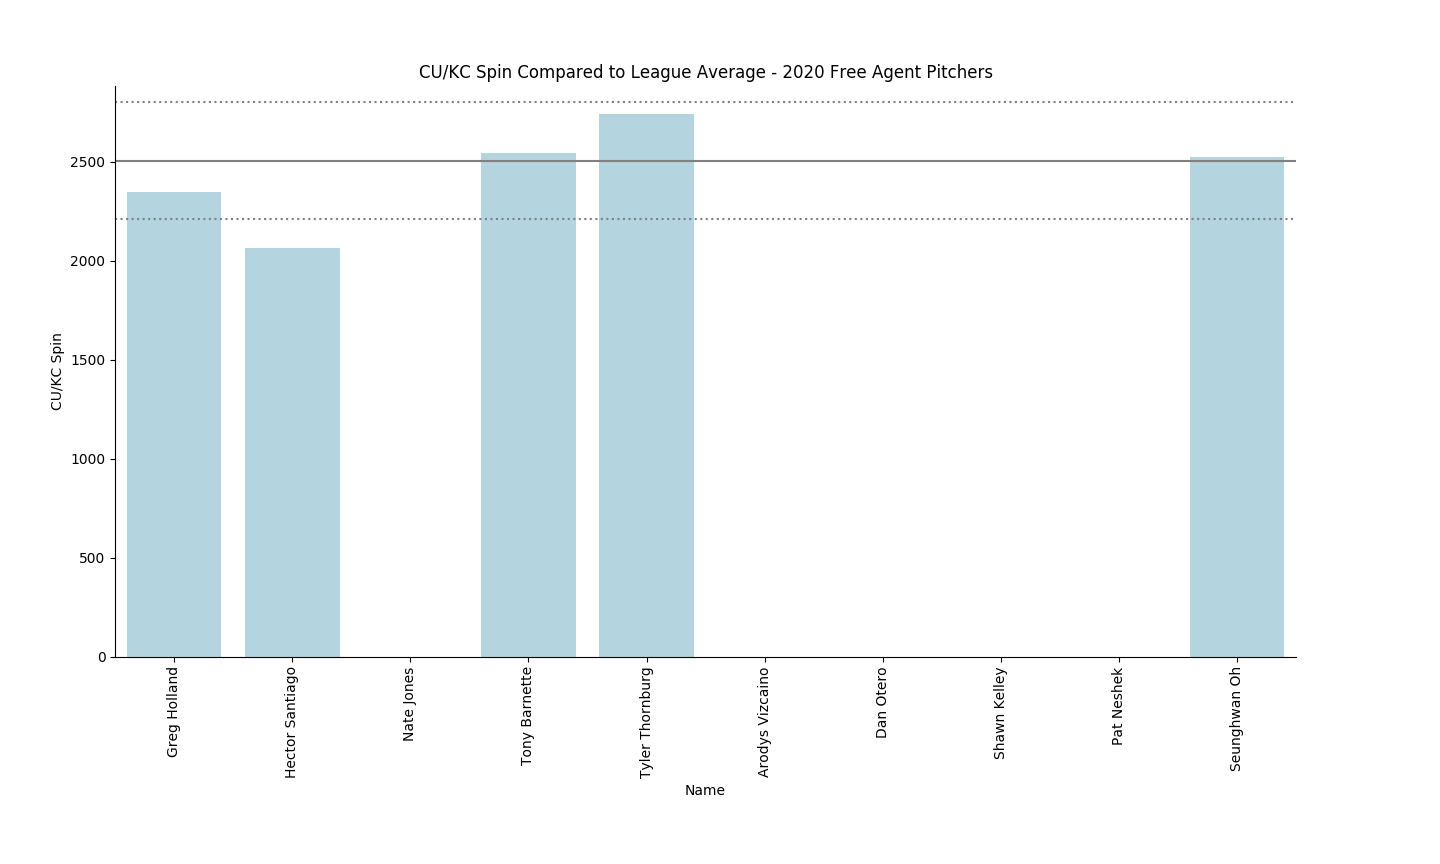 CU/KC Spin Compared to League Average - 2020 Free Agent Pitchers
CU/KC Spin
2500
2000
1500
1000
500
0
Greg Holland
Hector Santiago
Nate Jones
Tony Barnette
Tyler Thornburg
Arodys Vizcaino
Dan Otero
Shawn Kelley
Pat Neshek
Seunghwan Oh
Name